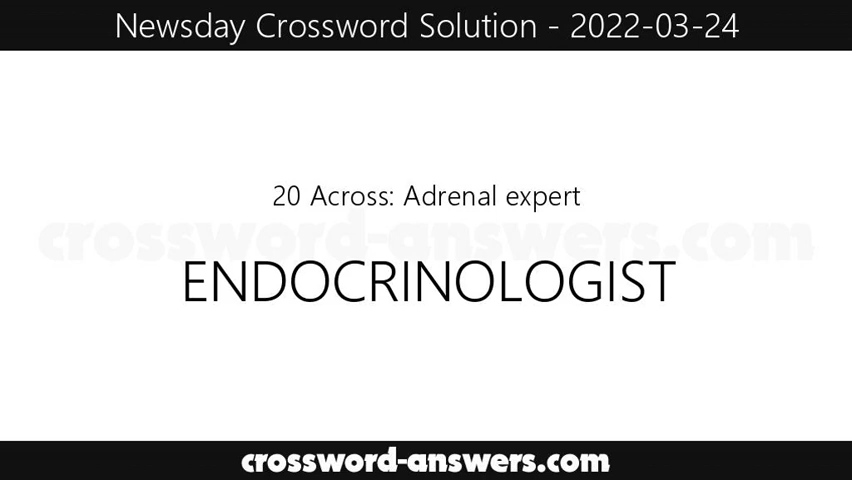 Newsday Crossword Solution - 2022-03-24
20 Across: Adrenal expert
crossword-answers.com
ENDOCRINOLOGIST
crossword-answers.com